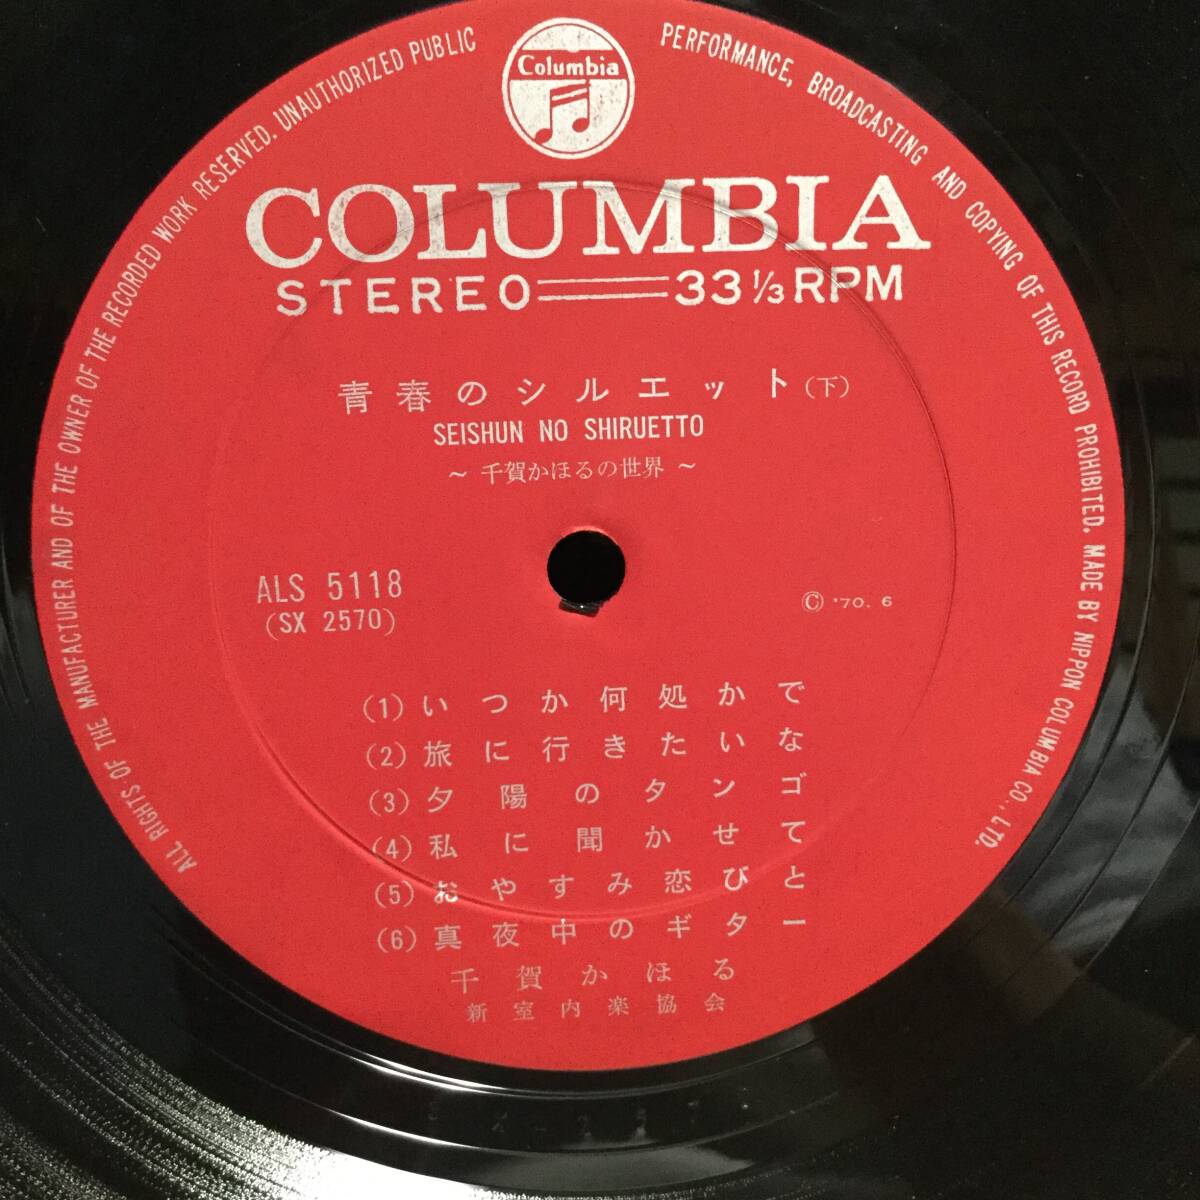 ALL RIGHTS OF THE MANUFACTURER AND OF THE OWNER OF THE RECORDED WORK RESERVED. UNAUTHORIZED PUBLIC PERFORMANCE, BROADCASTING AND COPYING OF THIS RECORD PROHIBITED. MADE BY NIPPON COLUMBIA CO., LTD.
Columbia
COLUMBIA
STEREO 33 1/3 RPM
青春のシルエット(下)
SEISHUN NO SHIRUETTO
~ 千賀かほるの世界 ~
ALS 5118
(SX 2570)
Ⓒ '70. 6
(1) いつか何処かで
(2) 旅に行きたいな
(3) 夕陽のタンゴ
(4) 私に聞かせて
(5) おやすみ恋びと
(6) 真夜中のギター
千賀かほる
新室内楽協会